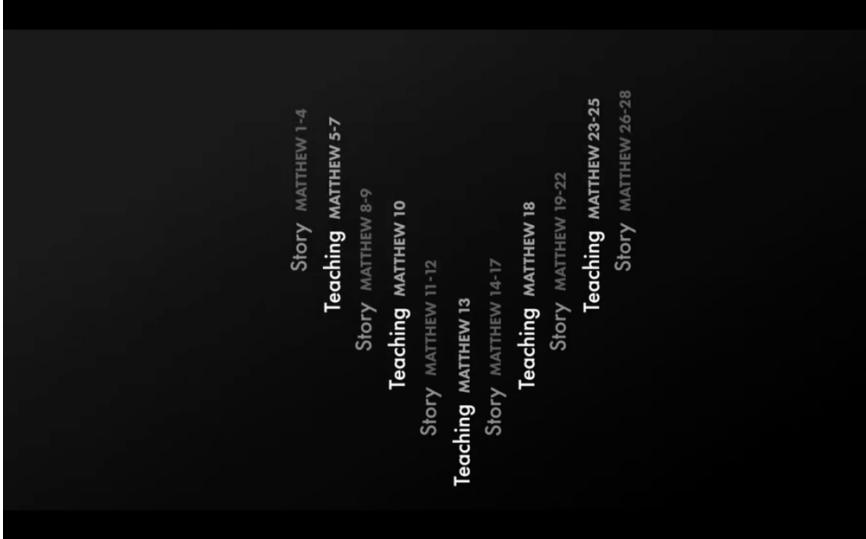 Story MATTHEW 1-4
Teaching MATTHEW 5-7
Story MATTHEW 8-9
Teaching MATTHEW 10
Story MATTHEW 11-12
Teaching MATTHEW 13
Story MATTHEW 14-17
Teaching MATTHEW 18
Story MATTHEW 19-22
Teaching MATTHEW 23-25
Story MATTHEW 26-28